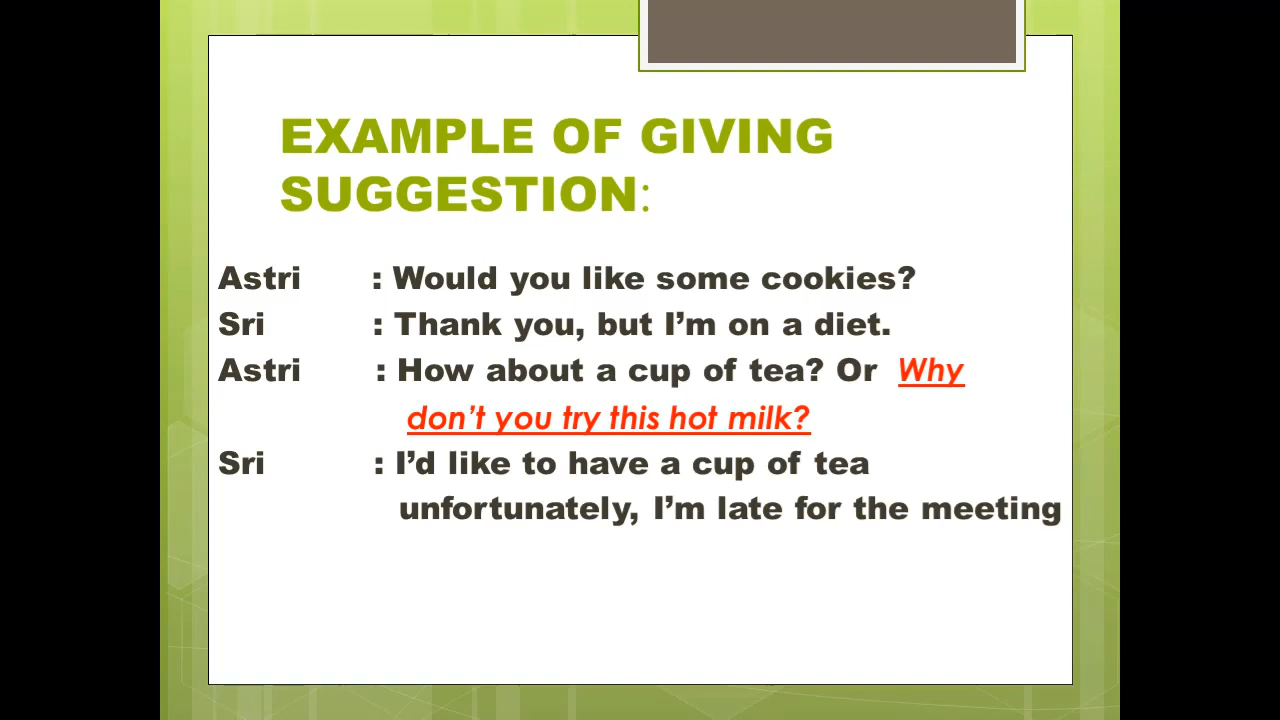 EXAMPLE OF GIVING
SUGGESTION:
Astri : Would you like some cookies?
Sri : Thank you, but I’m on a diet.
Astri : How about a cup of tea? Or Why
don’t you try this hot milk?
Sri : I’d like to have a cup of tea
unfortunately, I’m late for the meeting